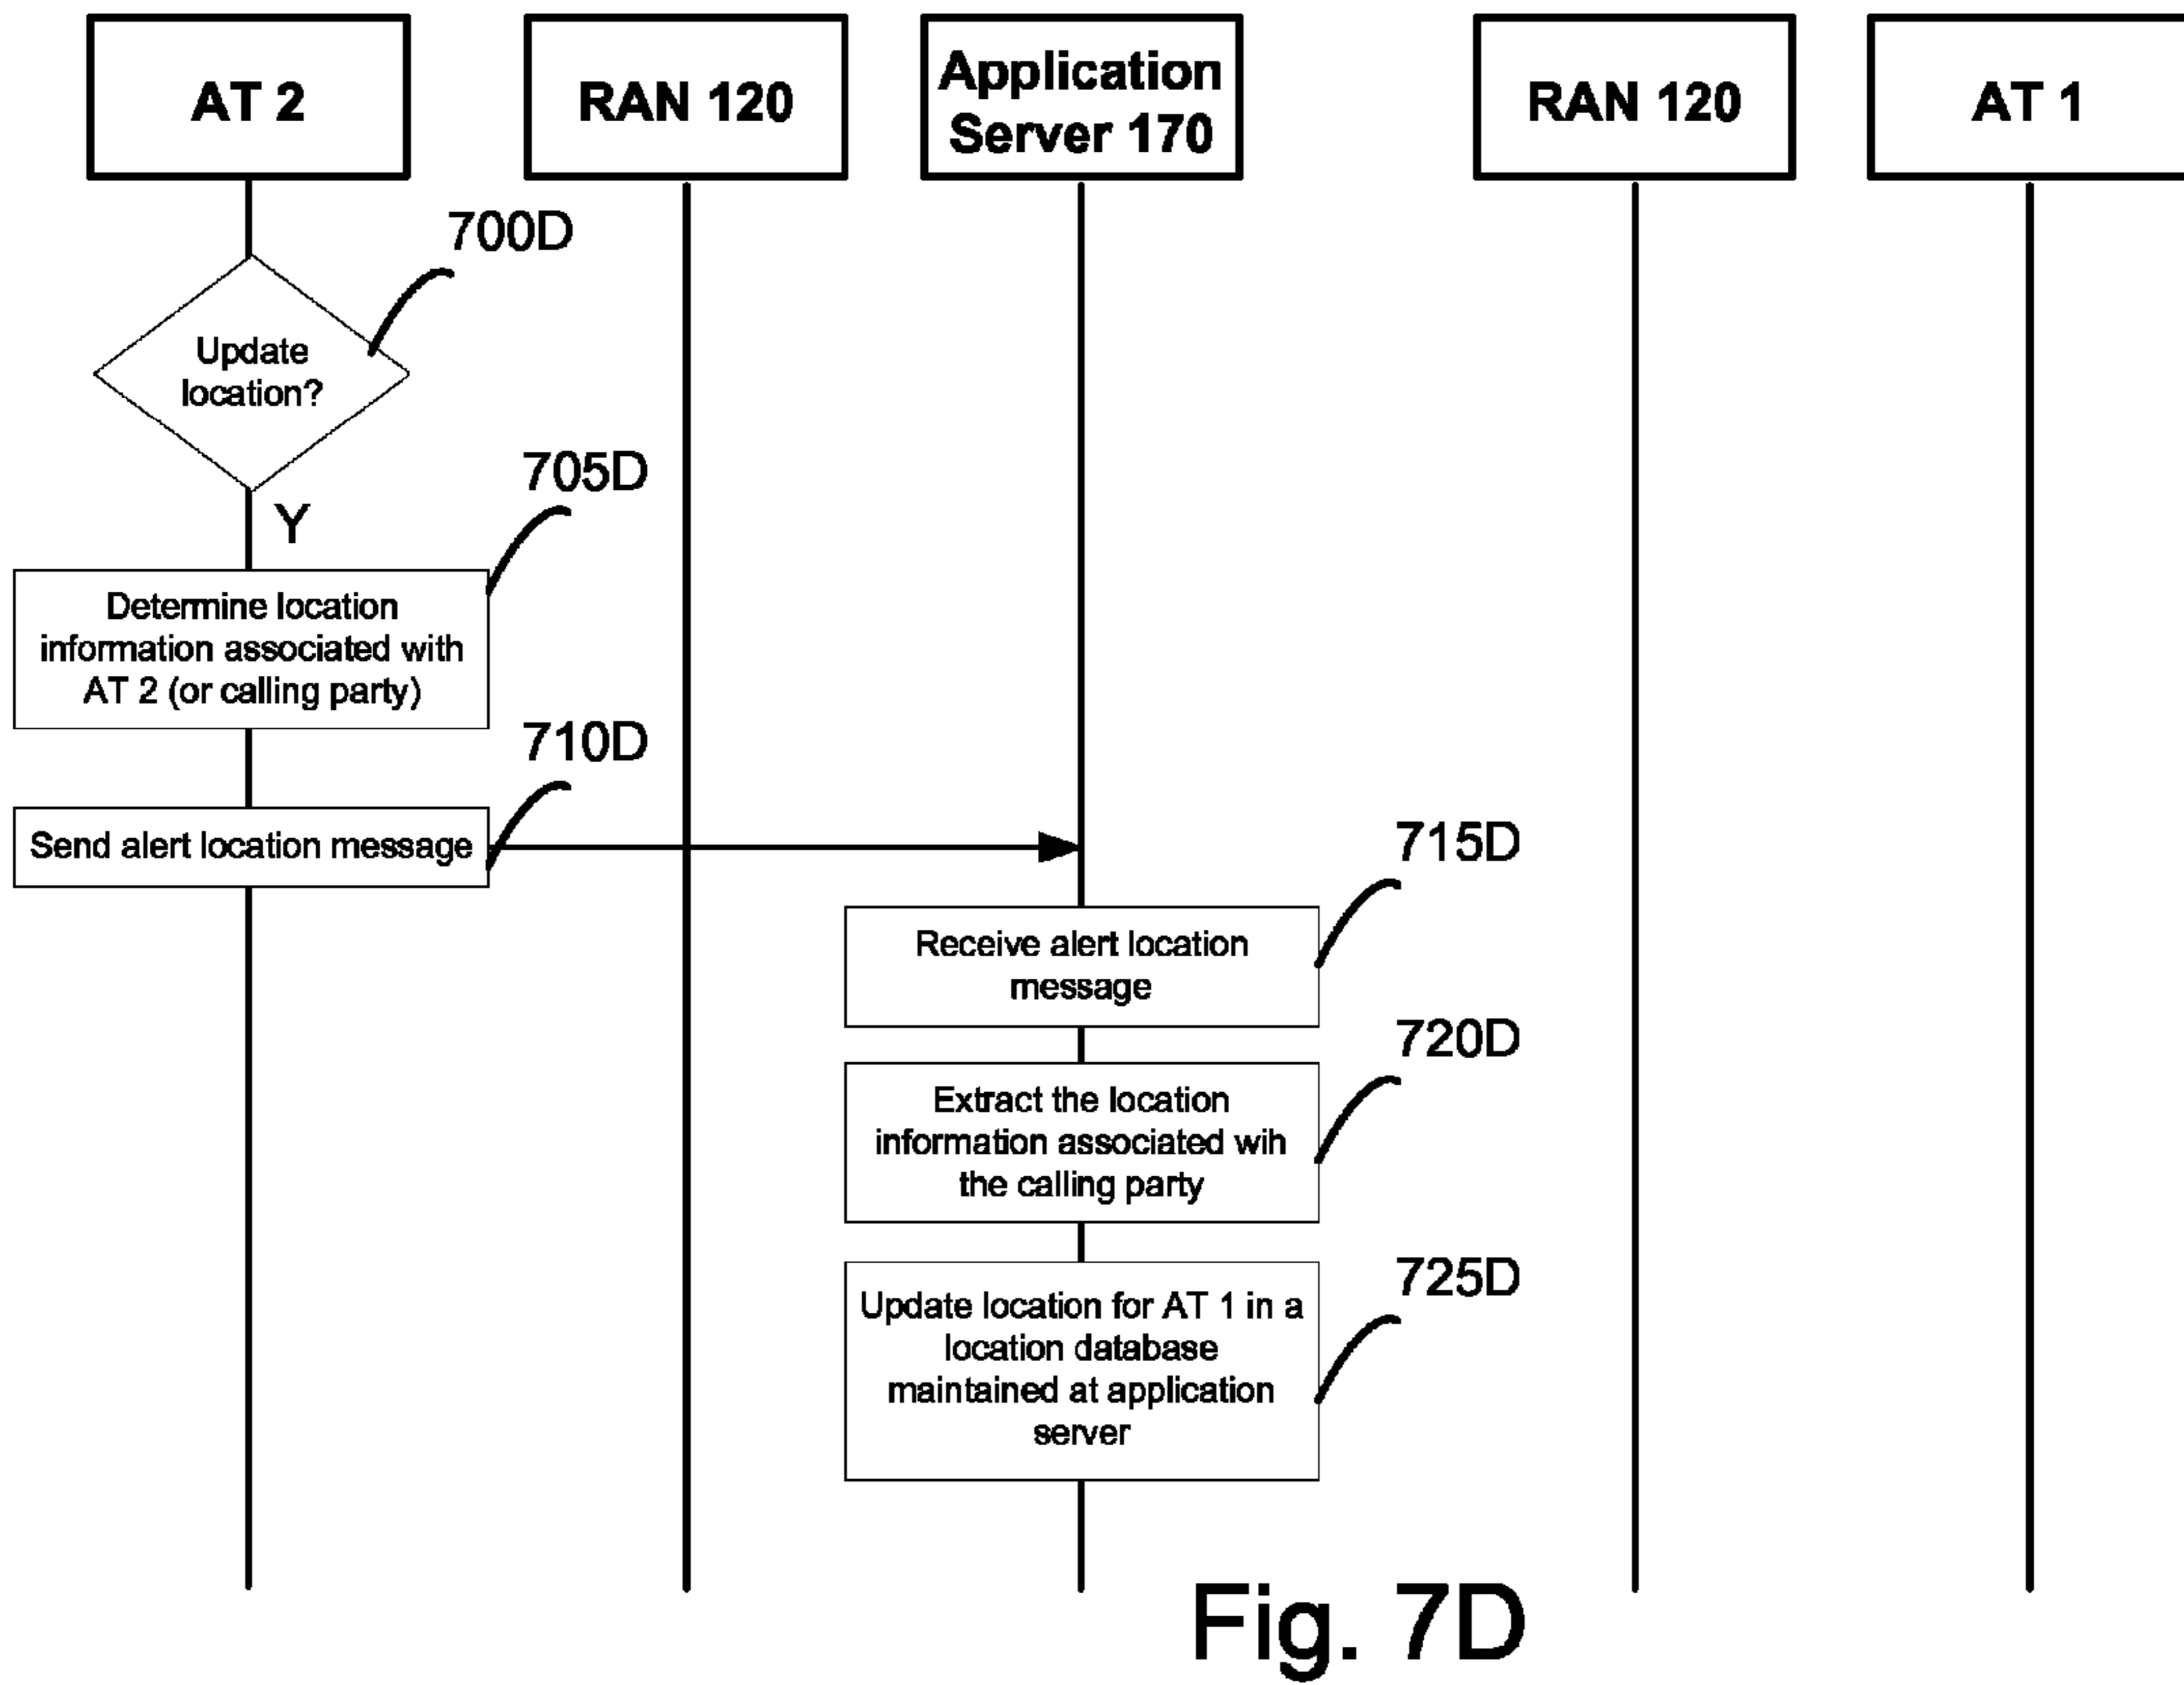 AT 2
RAN 120
Application
Server 170
RAN 120
AT 1
700D
Update
location?
Y
705D
Determine location
information associated with
AT 2 (or calling party)
710D
Send alert location message
715D
Receive alert location
message
720D
Extract the location
information associated wih
the calling party
725D
Update location for AT 1 in a
location database
maintained at application
server
Fig. 7D